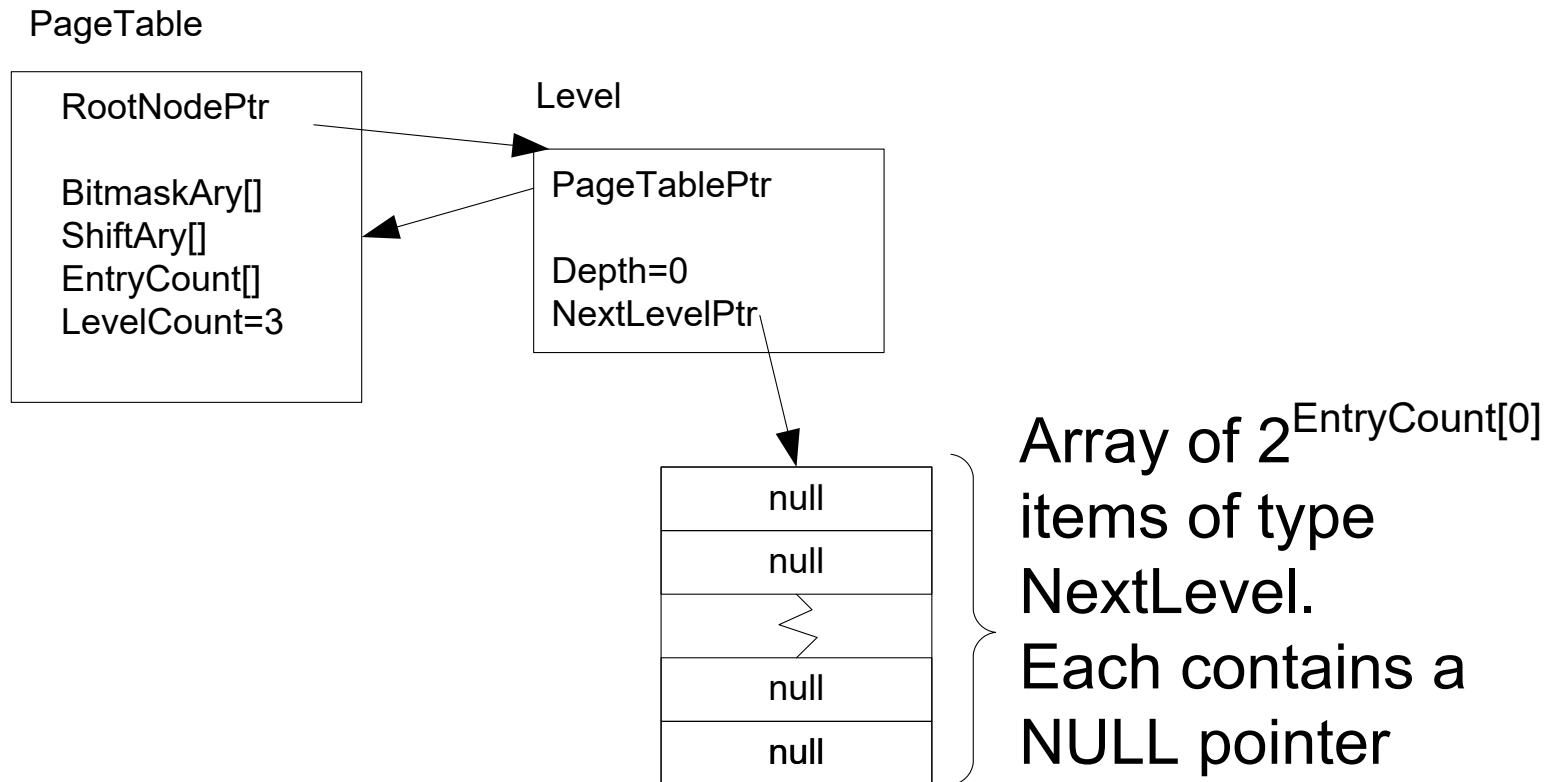 PageTable
RootNodePtr
BitmaskAry[]
ShiftAry[]
EntryCount[]
LevelCount=3
Level
PageTablePtr
Depth=0
NextLevelPtr
null
null
null
null
Array of 2^EntryCount[0]
items of type
NextLevel.
Each contains a
NULL pointer